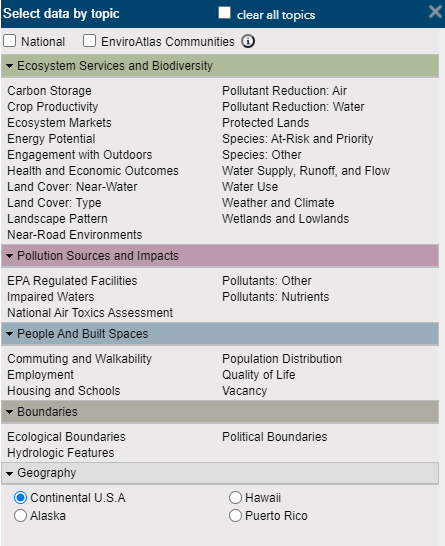 Select data by topic clear all topics
National EnviroAtlas Communities
Ecosystem Services and Biodiversity
Carbon Storage Pollutant Reduction: Air
Crop Productivity Pollutant Reduction: Water
Ecosystem Markets Protected Lands
Energy Potential Species: At-Risk and Priority
Engagement with Outdoors Species: Other
Health and Economic Outcomes Water Supply, Runoff, and Flow
Land Cover: Near-Water Water Use
Land Cover: Type Weather and Climate
Landscape Pattern Wetlands and Lowlands
Near-Road Environments
Pollution Sources and Impacts
EPA Regulated Facilities Pollutants: Other
Impaired Waters Pollutants: Nutrients
National Air Toxics Assessment
People And Built Spaces
Commuting and Walkability Population Distribution
Employment Quality of Life
Housing and Schools Vacancy
Boundaries
Ecological Boundaries Political Boundaries
Hydrologic Features
Geography
Continental U.S.A Hawaii
Alaska Puerto Rico